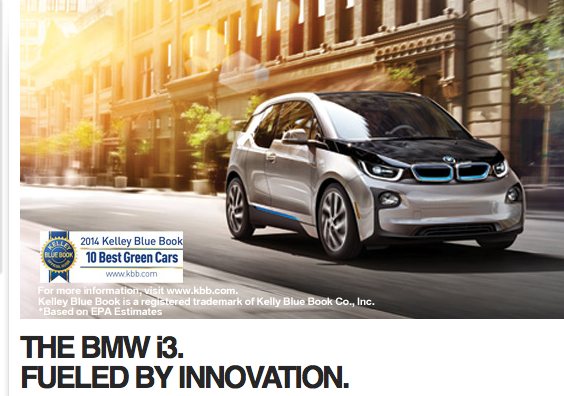 2014 Kelley Blue Book
10 Best Green Cars
www.kbb.com
KELLEY
BLUE BOOK
For more information, visit www.kbb.com.
Kelley Blue Book is a registered trademark of Kelly Blue Book Co., Inc.
*Based on EPA Estimates
THE BMW i3.
FUELED BY INNOVATION.